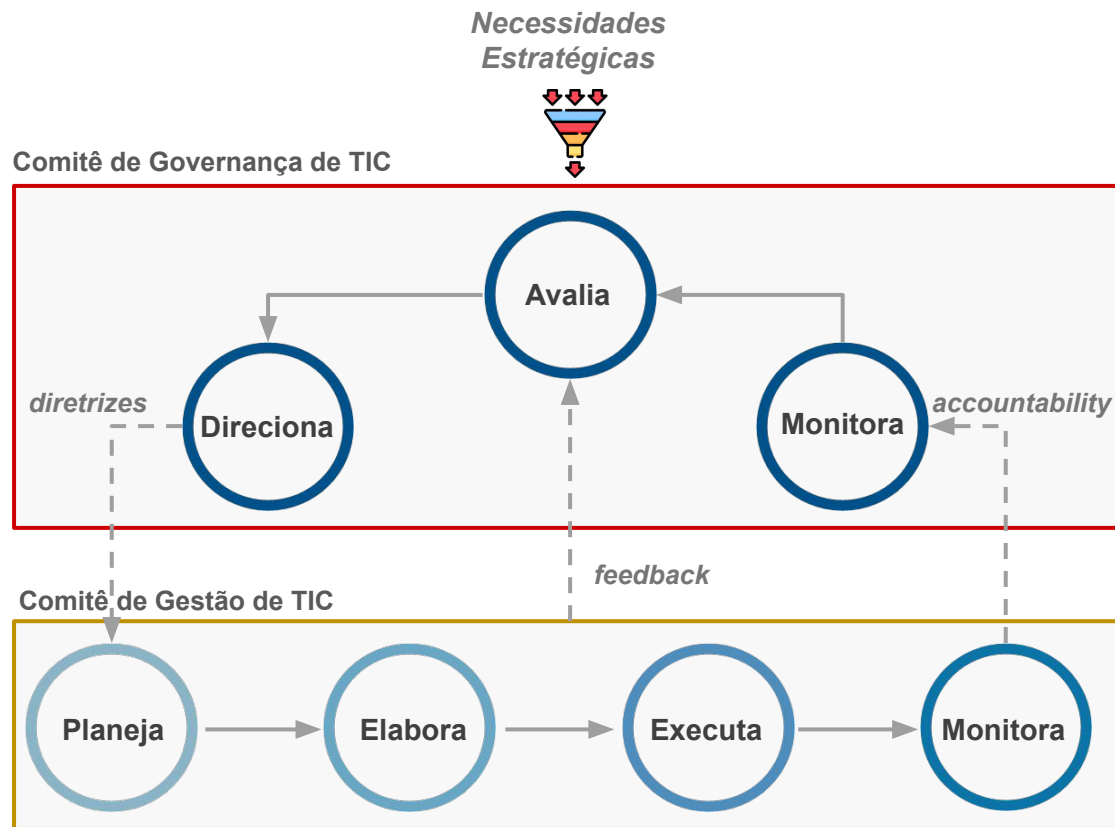 Necessidades
Estratégicas
Comitê de Governança de TIC
Avalia
diretrizes
Direciona
Monitora
accountability
feedback
Comitê de Gestão de TIC
Planeja
Elabora
Executa
Monitora